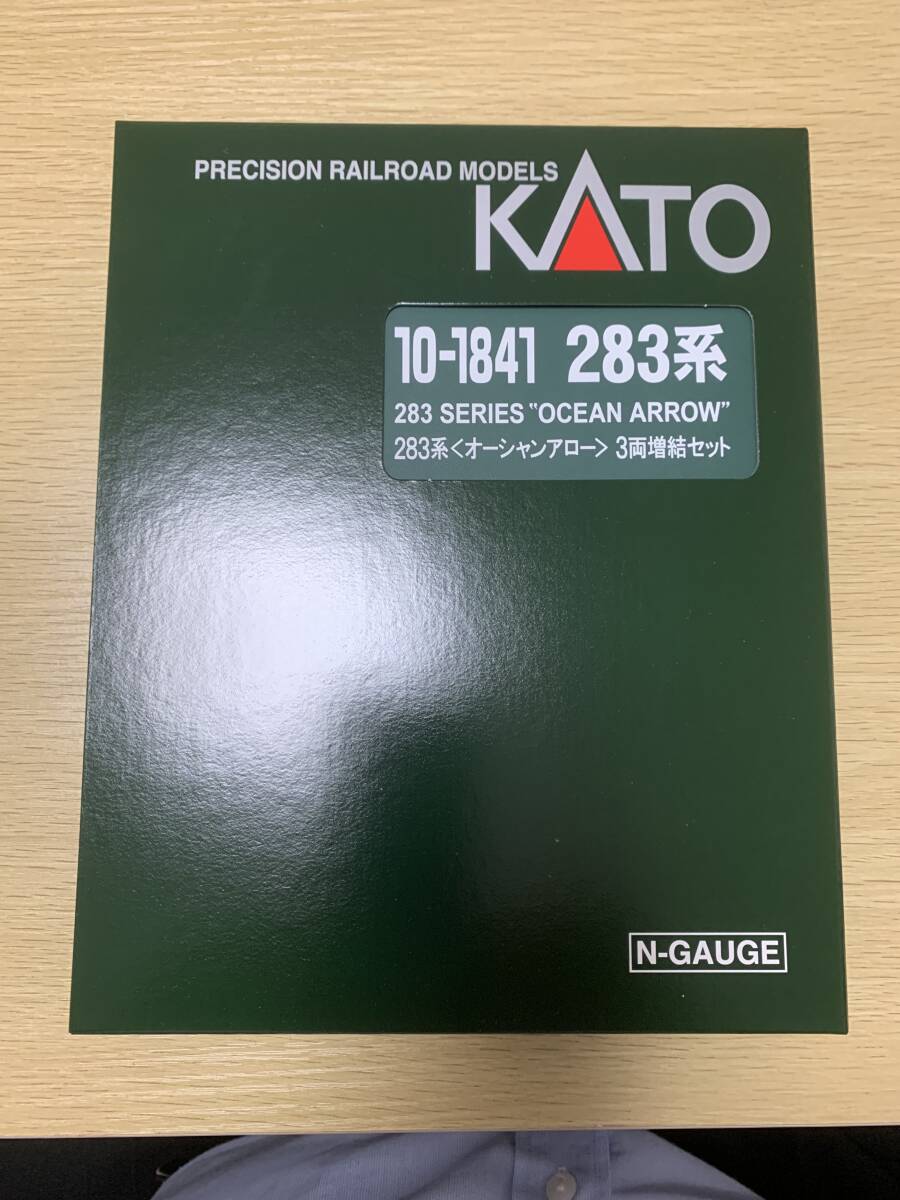 PRECISION RAILROAD MODELS
KATO
10-1841 283系
283 SERIES "OCEAN ARROW"
283系<オーシャンアロー> 3両増結セット
N-GAUGE